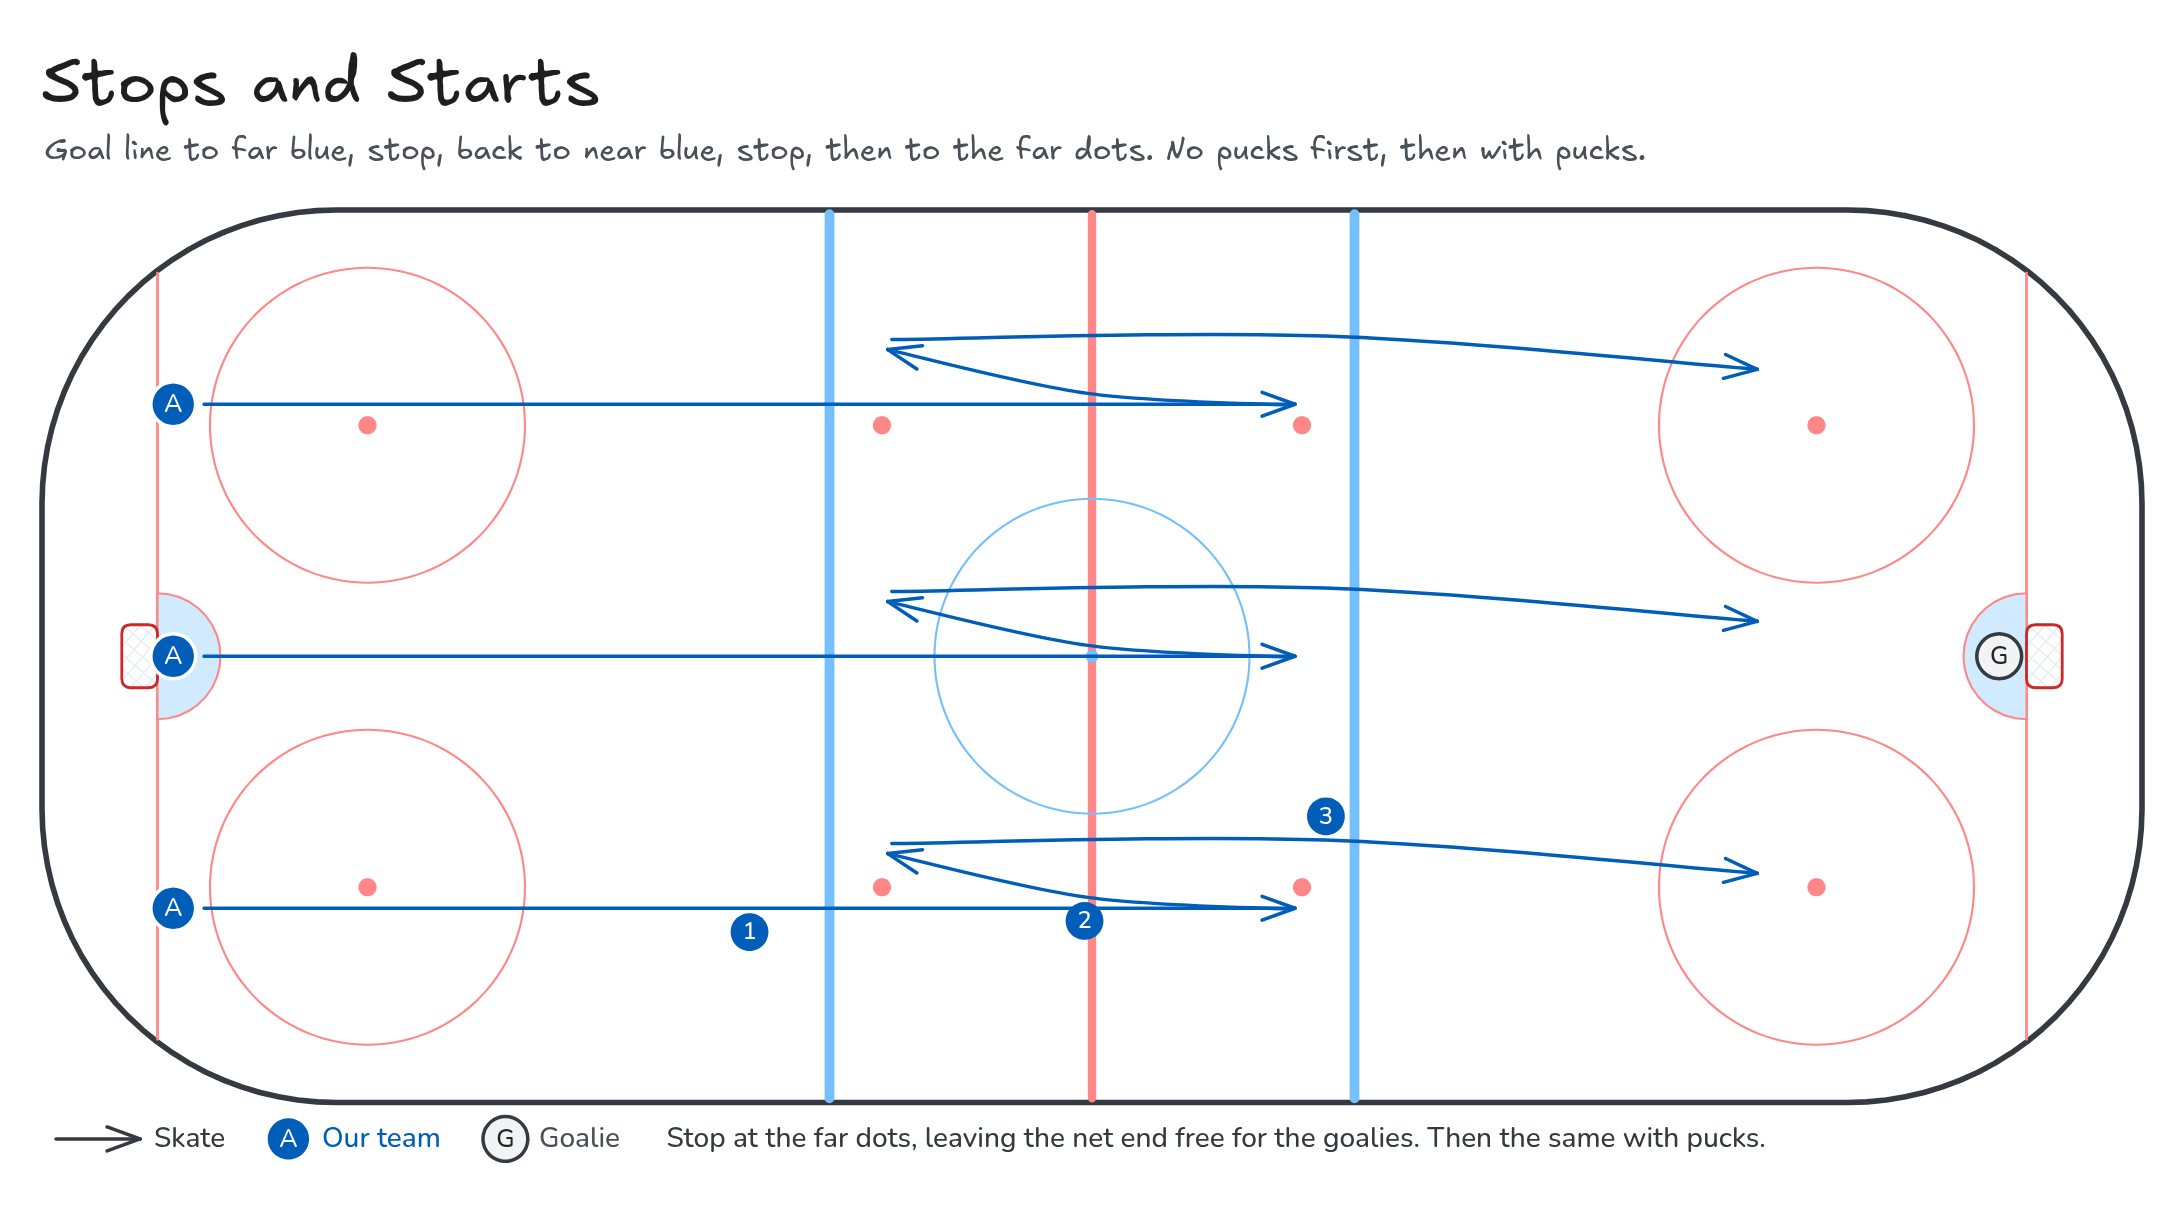 Stops and Starts
Goal line to far blue, stop, back to near blue, stop, then to the far dots. No pucks first, then with pucks.
A
A
G
3
A
1
2
Skate
A Our team
G Goalie
Stop at the far dots, leaving the net end free for the goalies. Then the same with pucks.